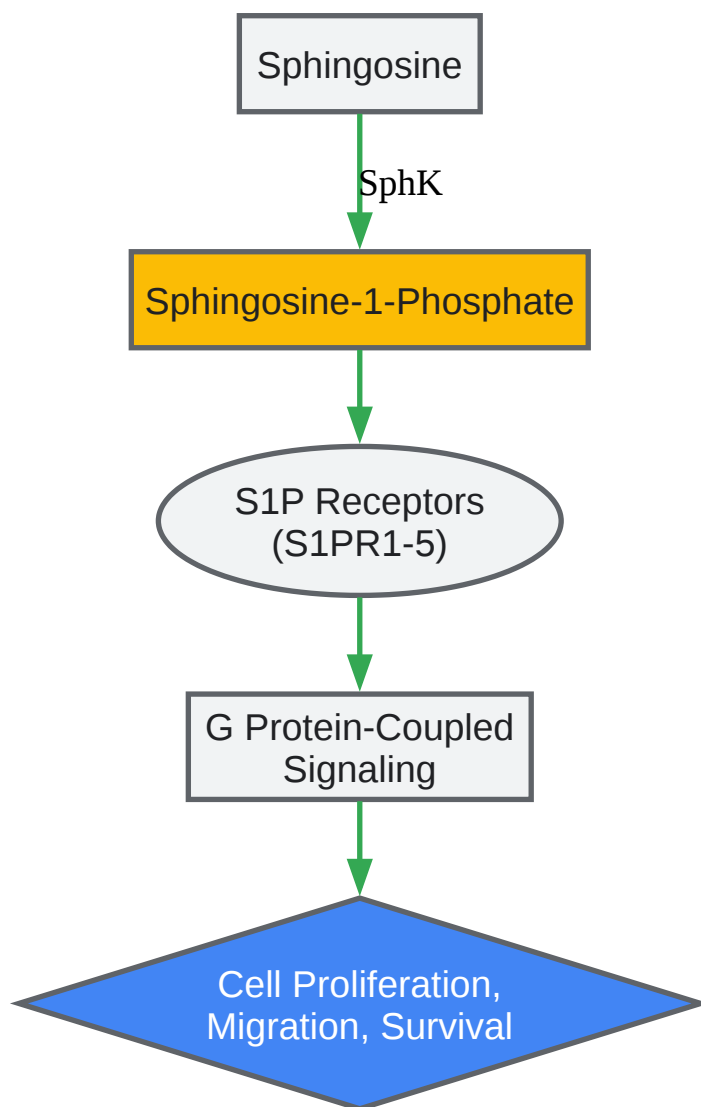 Sphingosine
SphK
Sphingosine-1-Phosphate
S1P Receptors
(S1PR1-5)
G Protein-Coupled
Signaling
Cell Proliferation,
Migration, Survival